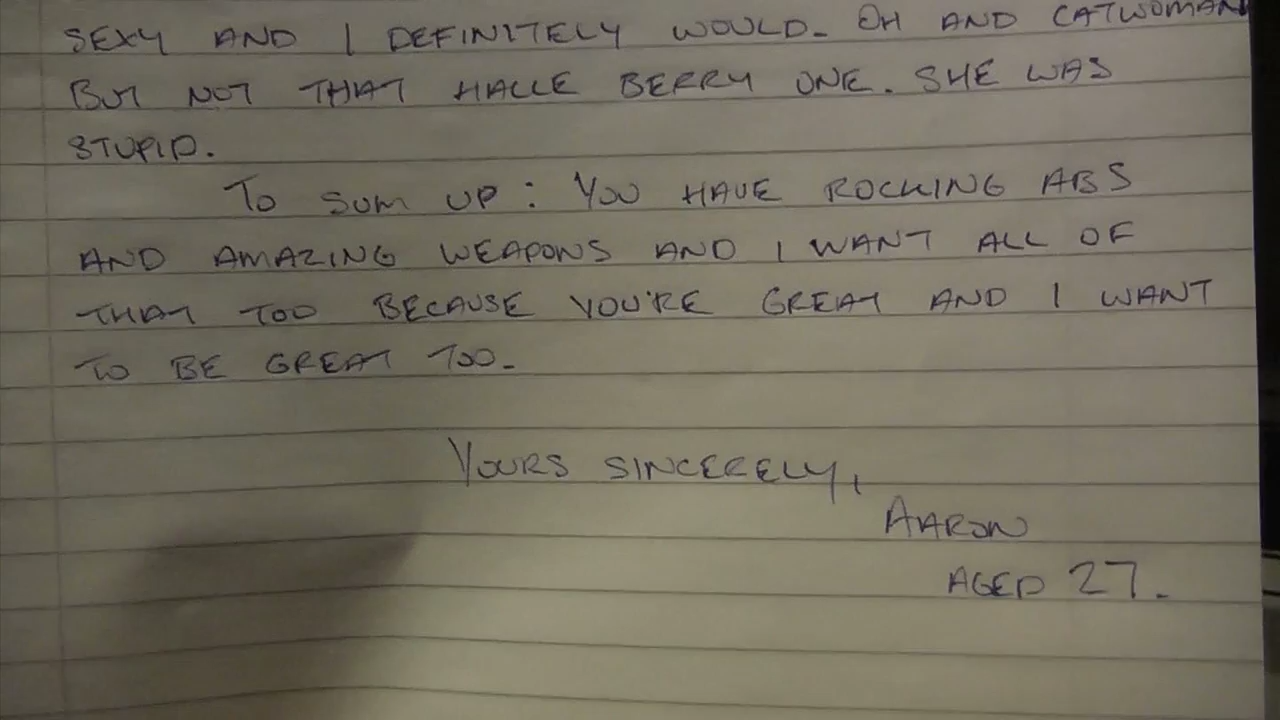 SEXY AND I DEFINITELY WOULD. OH AND CATWOMAN
BUT NOT THAT HALLE BERRY ONE. SHE WAS
STUPID.
TO SUM UP: YOU HAVE ROCKING ABS
AND AMAZING WEAPONS AND I WANT ALL OF
THAT TOO BECAUSE YOU'RE GREAT AND I WANT
TO BE GREAT TOO.
YOURS SINCERELY,
AARON
AGED 27.